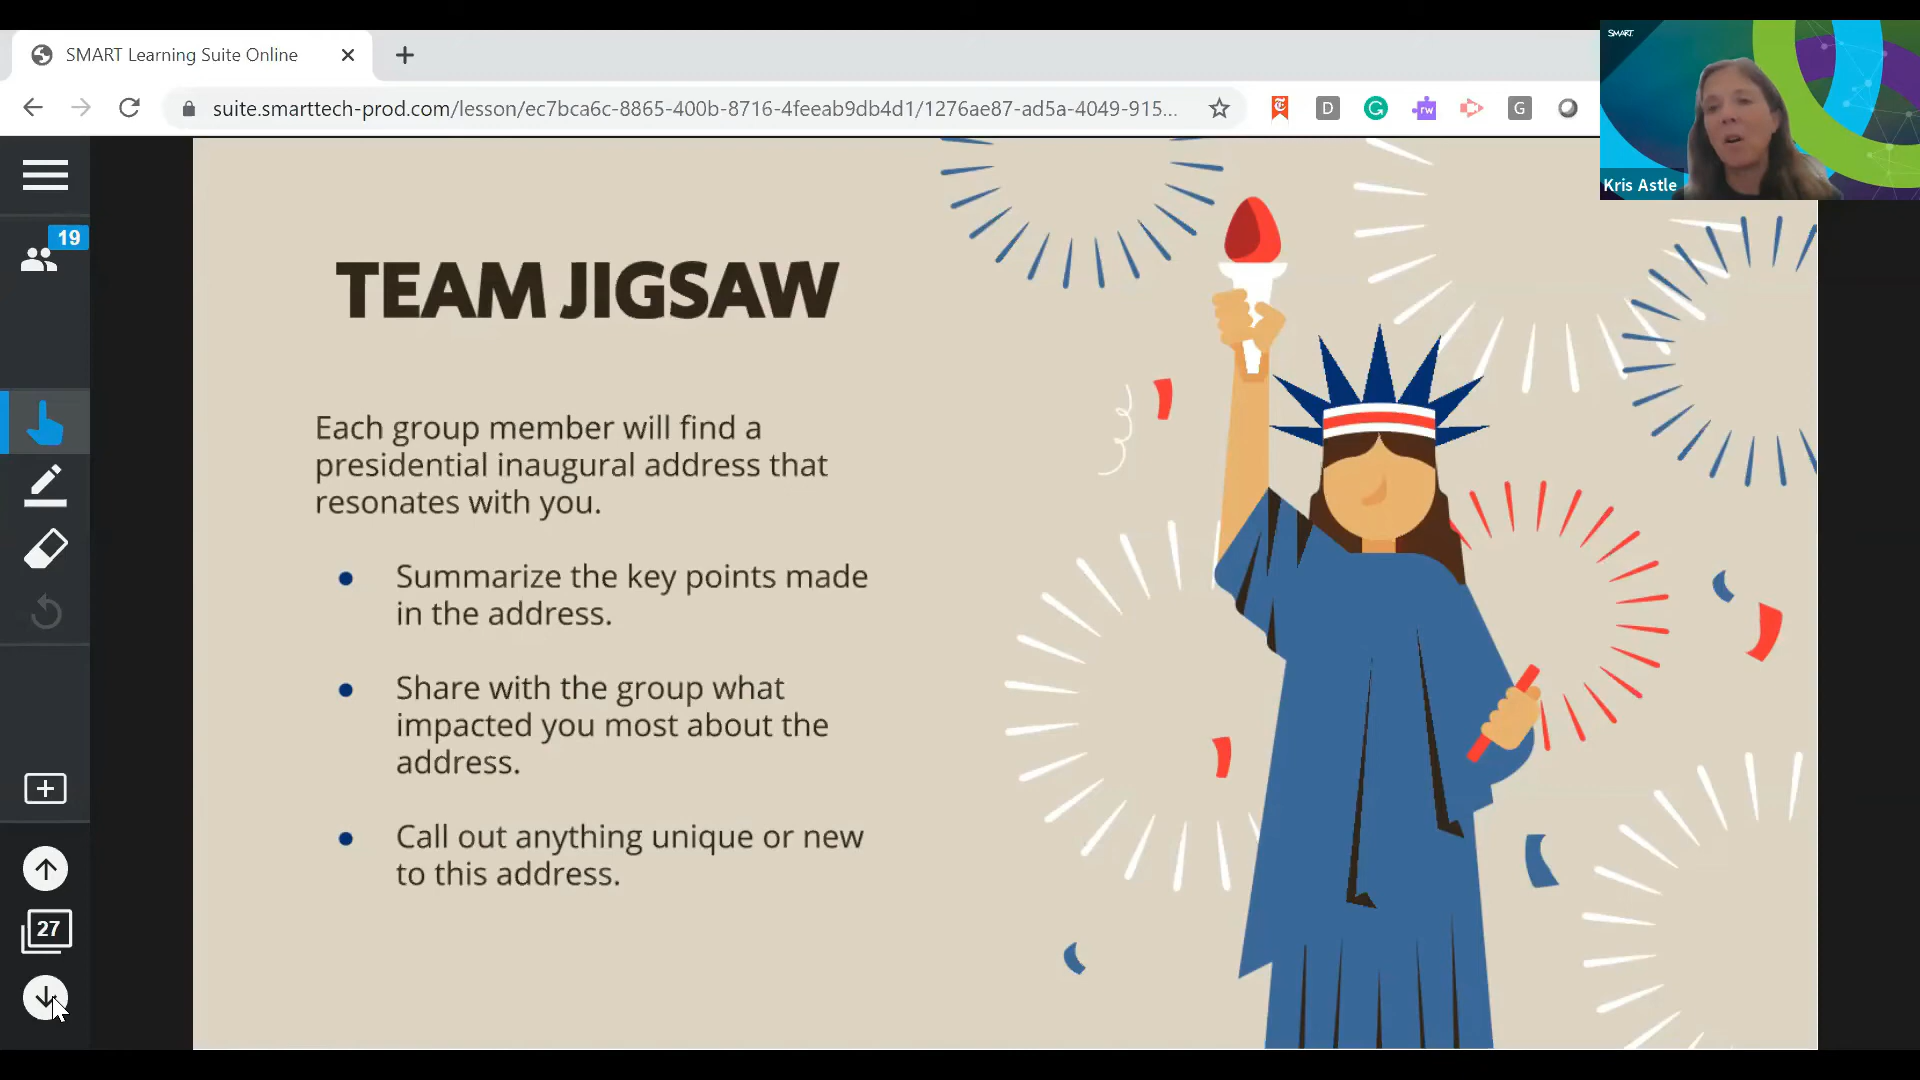 SMART Learning Suite Online
suite.smarttech-prod.com/lesson/ec7bca6c-8865-400b-8716-4feeab9db4d1/1276ae87-ad5a-4049-915...
D
G
rw
G
SMART
Kris Astle
19
27
TEAM JIGSAW
Each group member will find a
presidential inaugural address that
resonates with you.
• Summarize the key points made
in the address.
• Share with the group what
impacted you most about the
address.
• Call out anything unique or new
to this address.